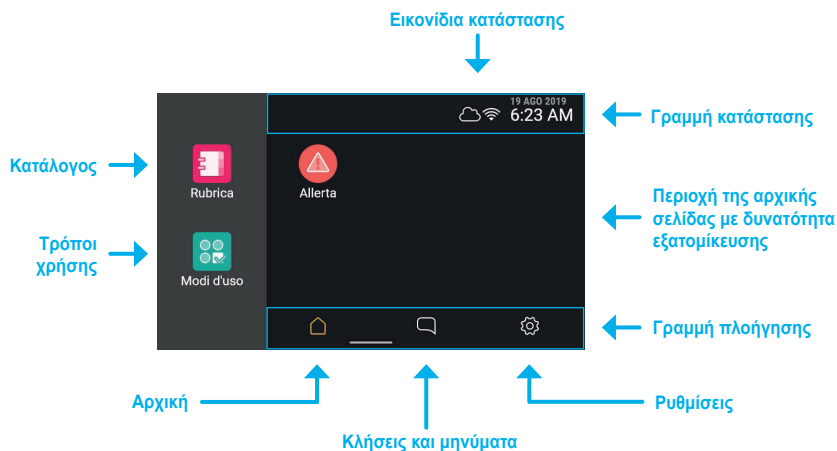 Εικονίδια κατάστασης
19 AGO 2019
6:23 AM
Γραμμή κατάστασης
Κατάλογος
Rubrica
Allerta
Περιοχή της αρχικής
σελίδας με δυνατότητα
εξατομίκευσης
Τρόποι
χρήσης
Modi d'uso
Γραμμή πλοήγησης
Αρχική
Ρυθμίσεις
Κλήσεις και μηνύματα